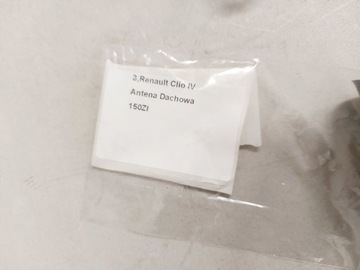 3.Renault Clio IV
Antena Dachowa
150Zl